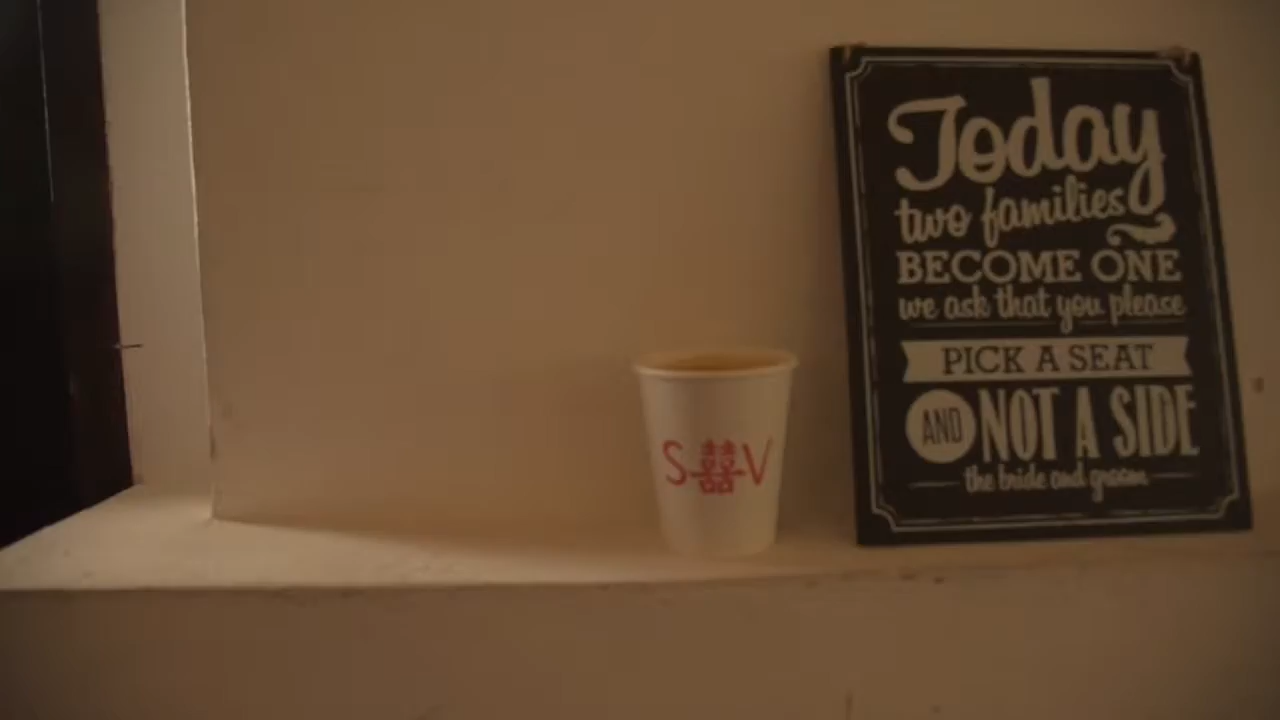 Today
two families
BECOME ONE
we ask that you please
PICK A SEAT
AND NOT A SIDE
the bride and groom
S囍V